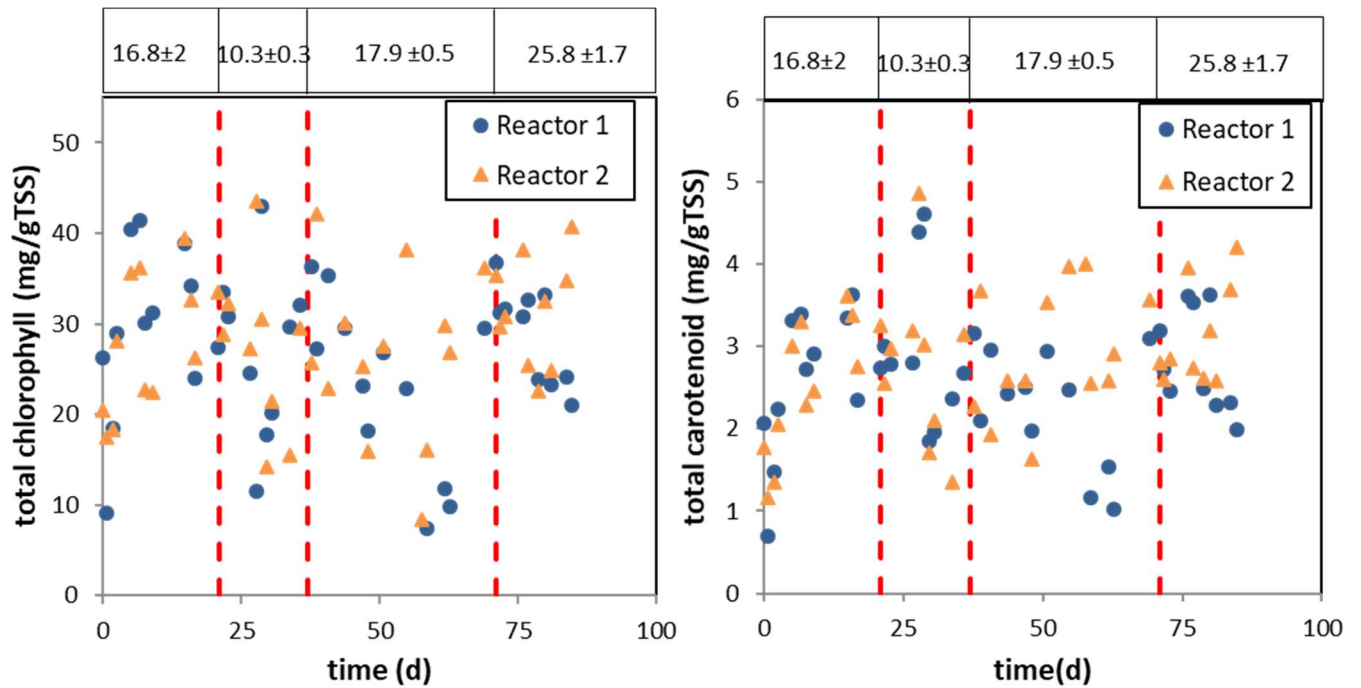 16.8±2 10.3±0.3 17.9 ±0.5 25.8 ±1.7
total chlorophyll (mg/gTSS)
50
40
30
20
10
0
Reactor 1
Reactor 2
0 25 50 75 100
time (d)
16.8±2 10.3±0.3 17.9 ±0.5 25.8 ±1.7
total carotenoid (mg/gTSS)
6
5
4
3
2
1
0
Reactor 1
Reactor 2
0 25 50 75 100
time(d)